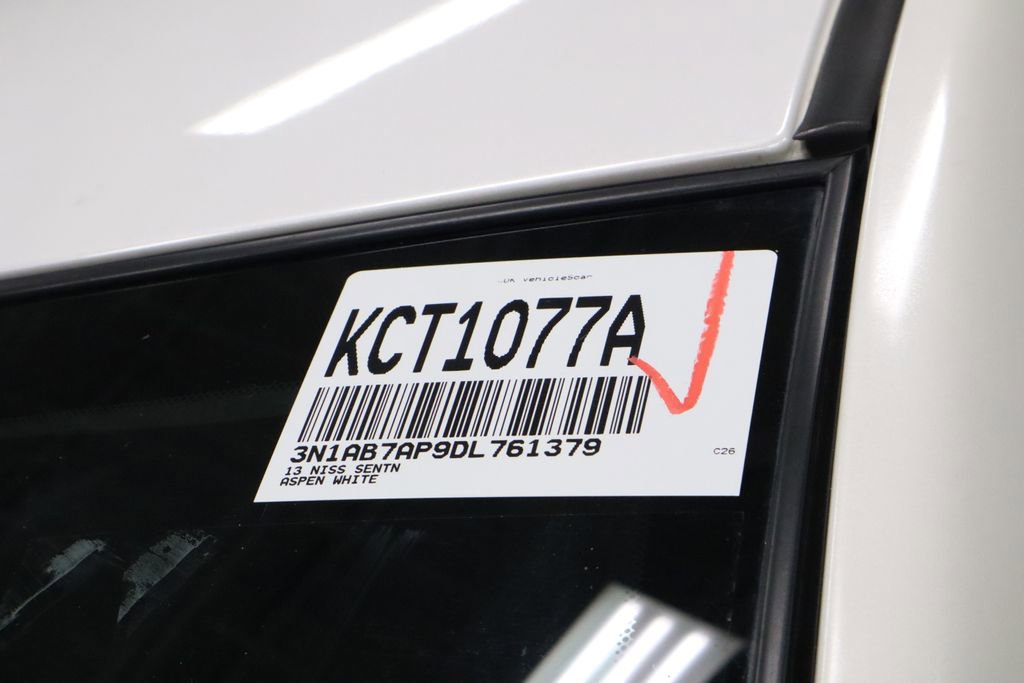 KCT1077A
3N1AB7AP9DL761379
13 NISS SENTN
ASPEN WHITE
C26